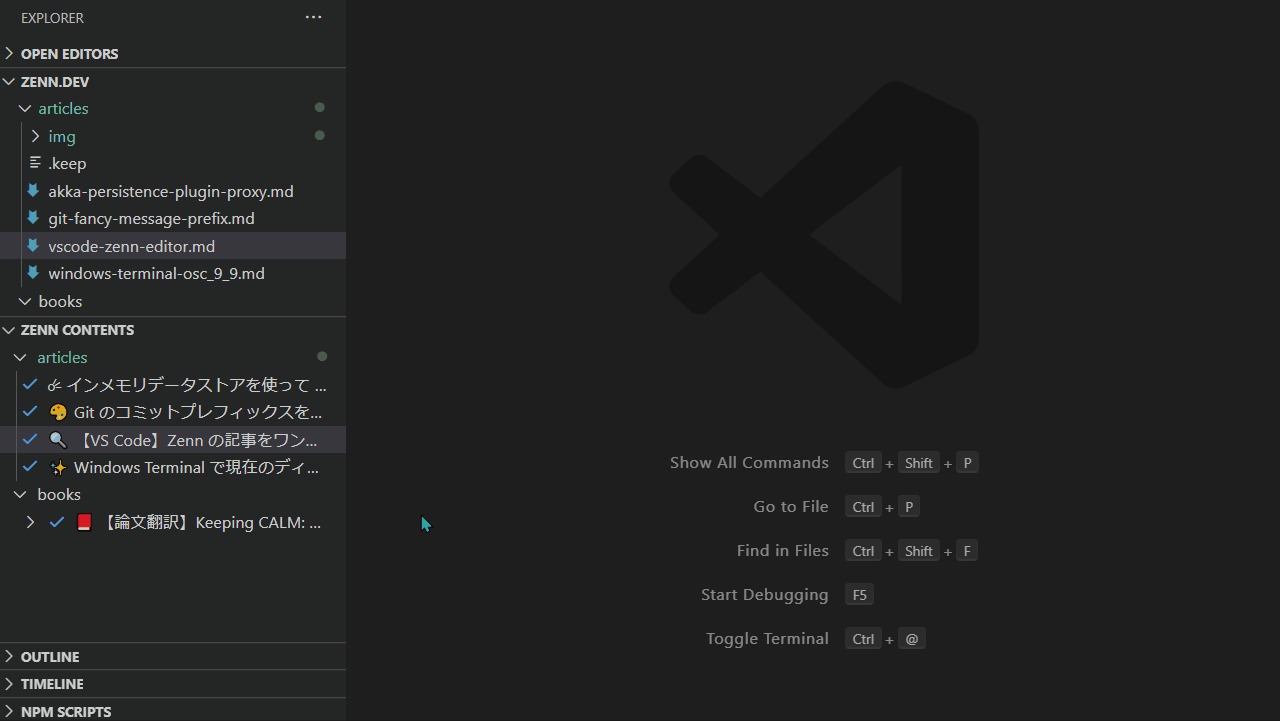 EXPLORER
OPEN EDITORS
ZENN.DEV
articles
img
.keep
akka-persistence-plugin-proxy.md
git-fancy-message-prefix.md
vscode-zenn-editor.md
windows-terminal-osc_9_9.md
books
ZENN CONTENTS
articles
インメモリデータストアを使って ...
Git のコミットプレフィックスを...
【VS Code】Zenn の記事をワン...
Windows Terminal で現在のディ...
books
【論文翻訳】Keeping CALM: ...
OUTLINE
TIMELINE
NPM SCRIPTS
Show All Commands Ctrl + Shift + P
Go to File Ctrl + P
Find in Files Ctrl + Shift + F
Start Debugging F5
Toggle Terminal Ctrl + @